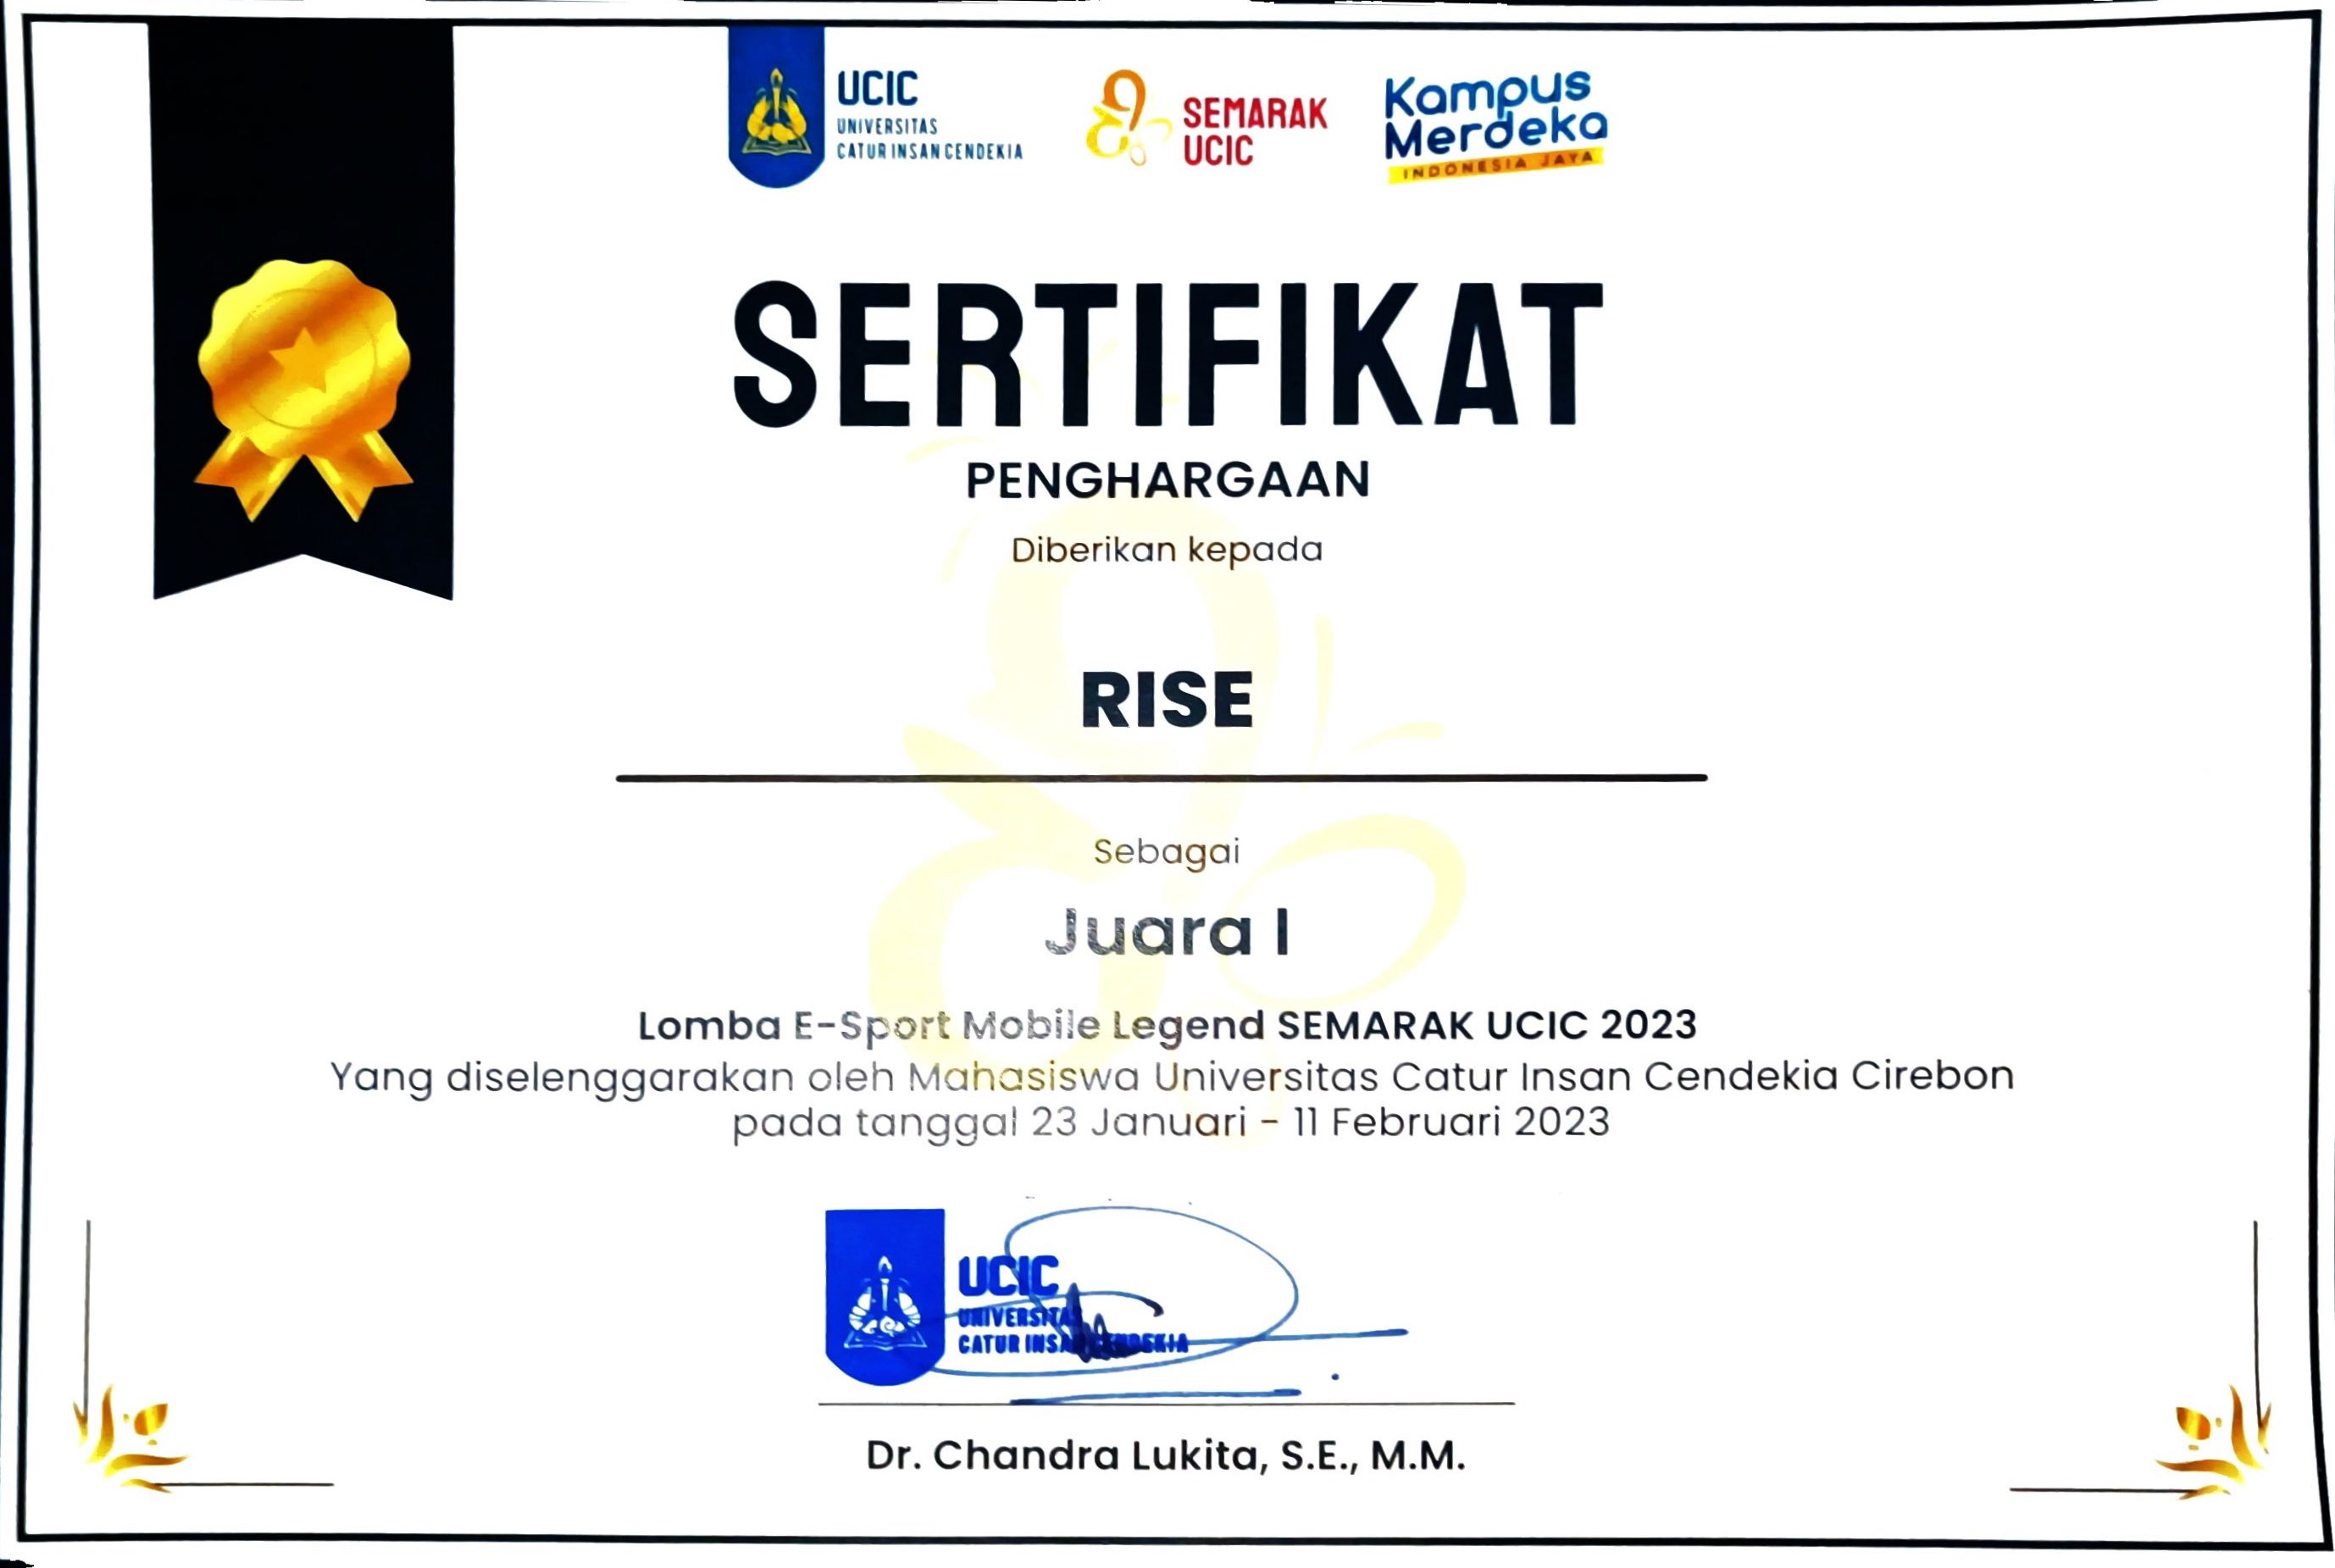 UCIC
UNIVERSITAS
CATUR INSAN CENDEKIA
SEMARAK
UCIC
Kampus
Merdeka
INDONESIA JAYA
SERTIFIKAT
PENGHARGAAN
Diberikan kepada
RISE
Sebagai
Juara I
Lomba E-Sport Mobile Legend SEMARAK UCIC 2023
Yang diselenggarakan oleh Mahasiswa Universitas Catur Insan Cendekia Cirebon
pada tanggal 23 Januari - 11 Februari 2023
UCIC
UNIVERSITAS
CATUR INSAN CENDEKIA
Dr. Chandra Lukita, S.E., M.M.